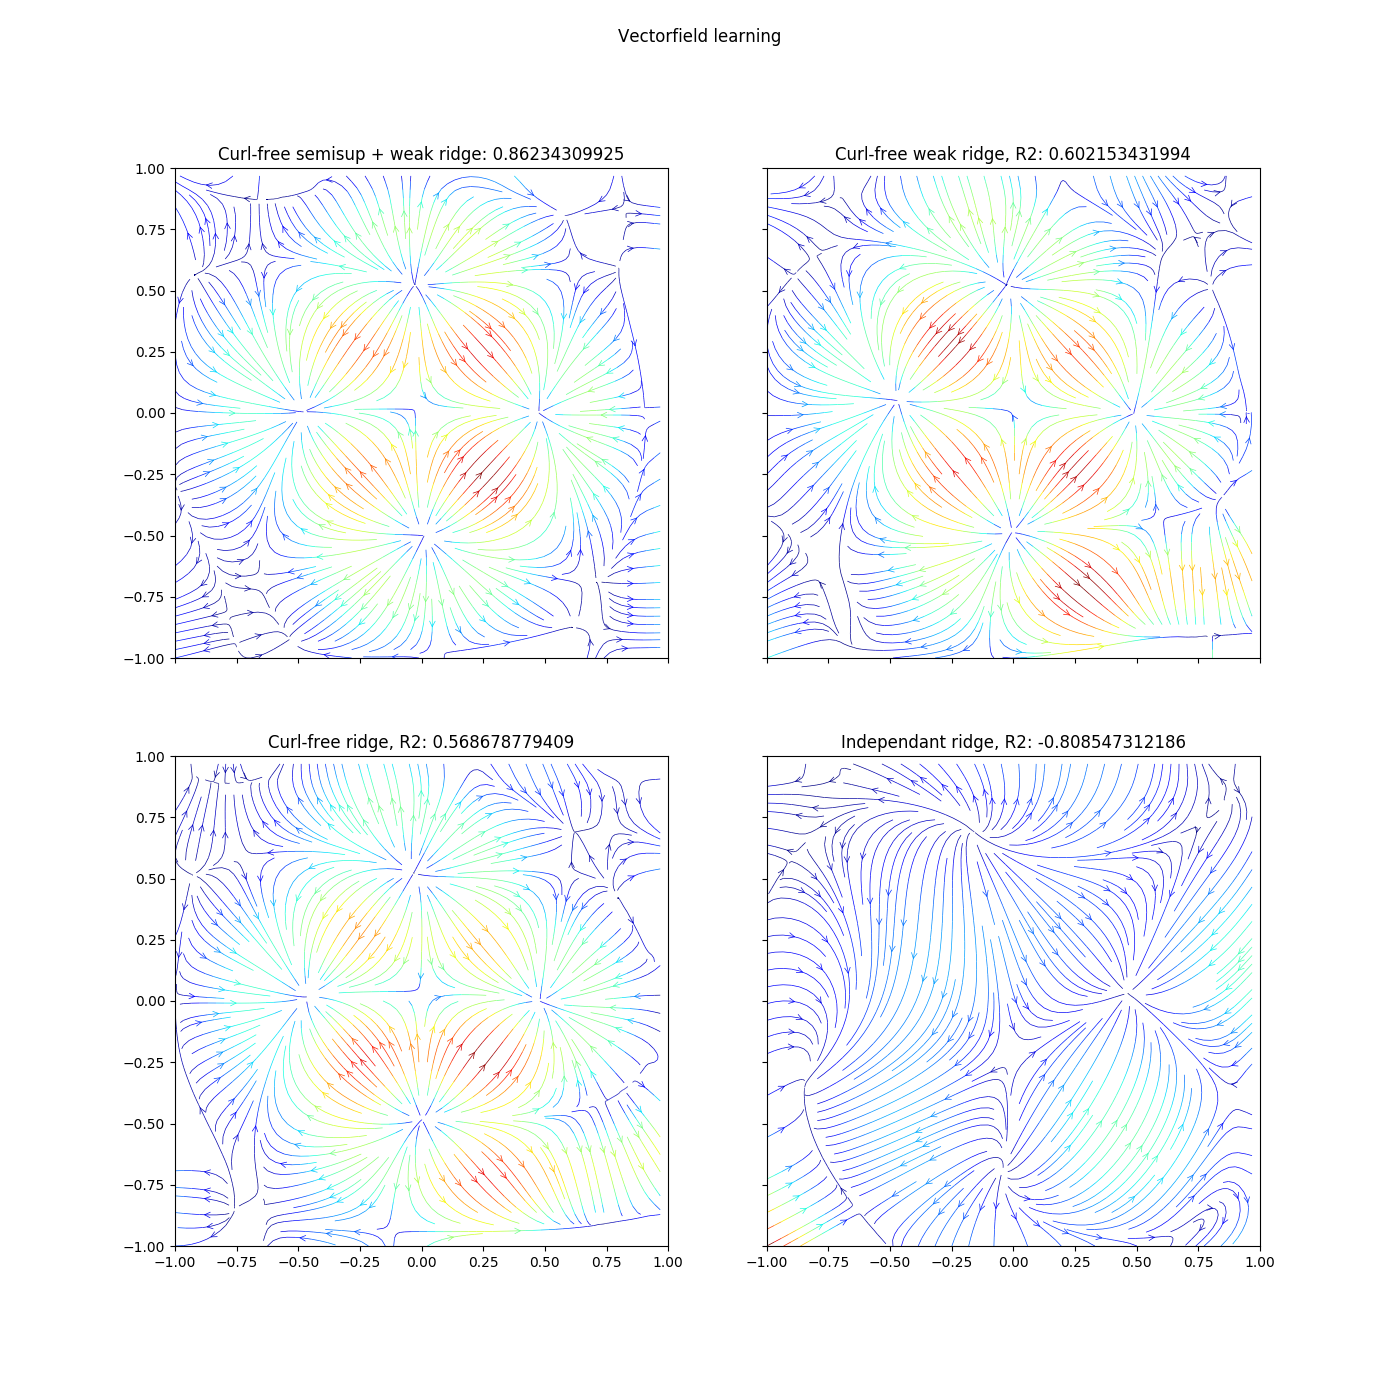 Vectorfield learning
Curl-free semisup + weak ridge: 0.86234309925
1.00
0.75
0.50
0.25
0.00
−0.25
−0.50
−0.75
−1.00
Curl-free weak ridge, R2: 0.602153431994
Curl-free ridge, R2: 0.568678779409
1.00
0.75
0.50
0.25
0.00
−0.25
−0.50
−0.75
−1.00
−1.00 −0.75 −0.50 −0.25 0.00 0.25 0.50 0.75 1.00
Independant ridge, R2: -0.808547312186
−1.00 −0.75 −0.50 −0.25 0.00 0.25 0.50 0.75 1.00